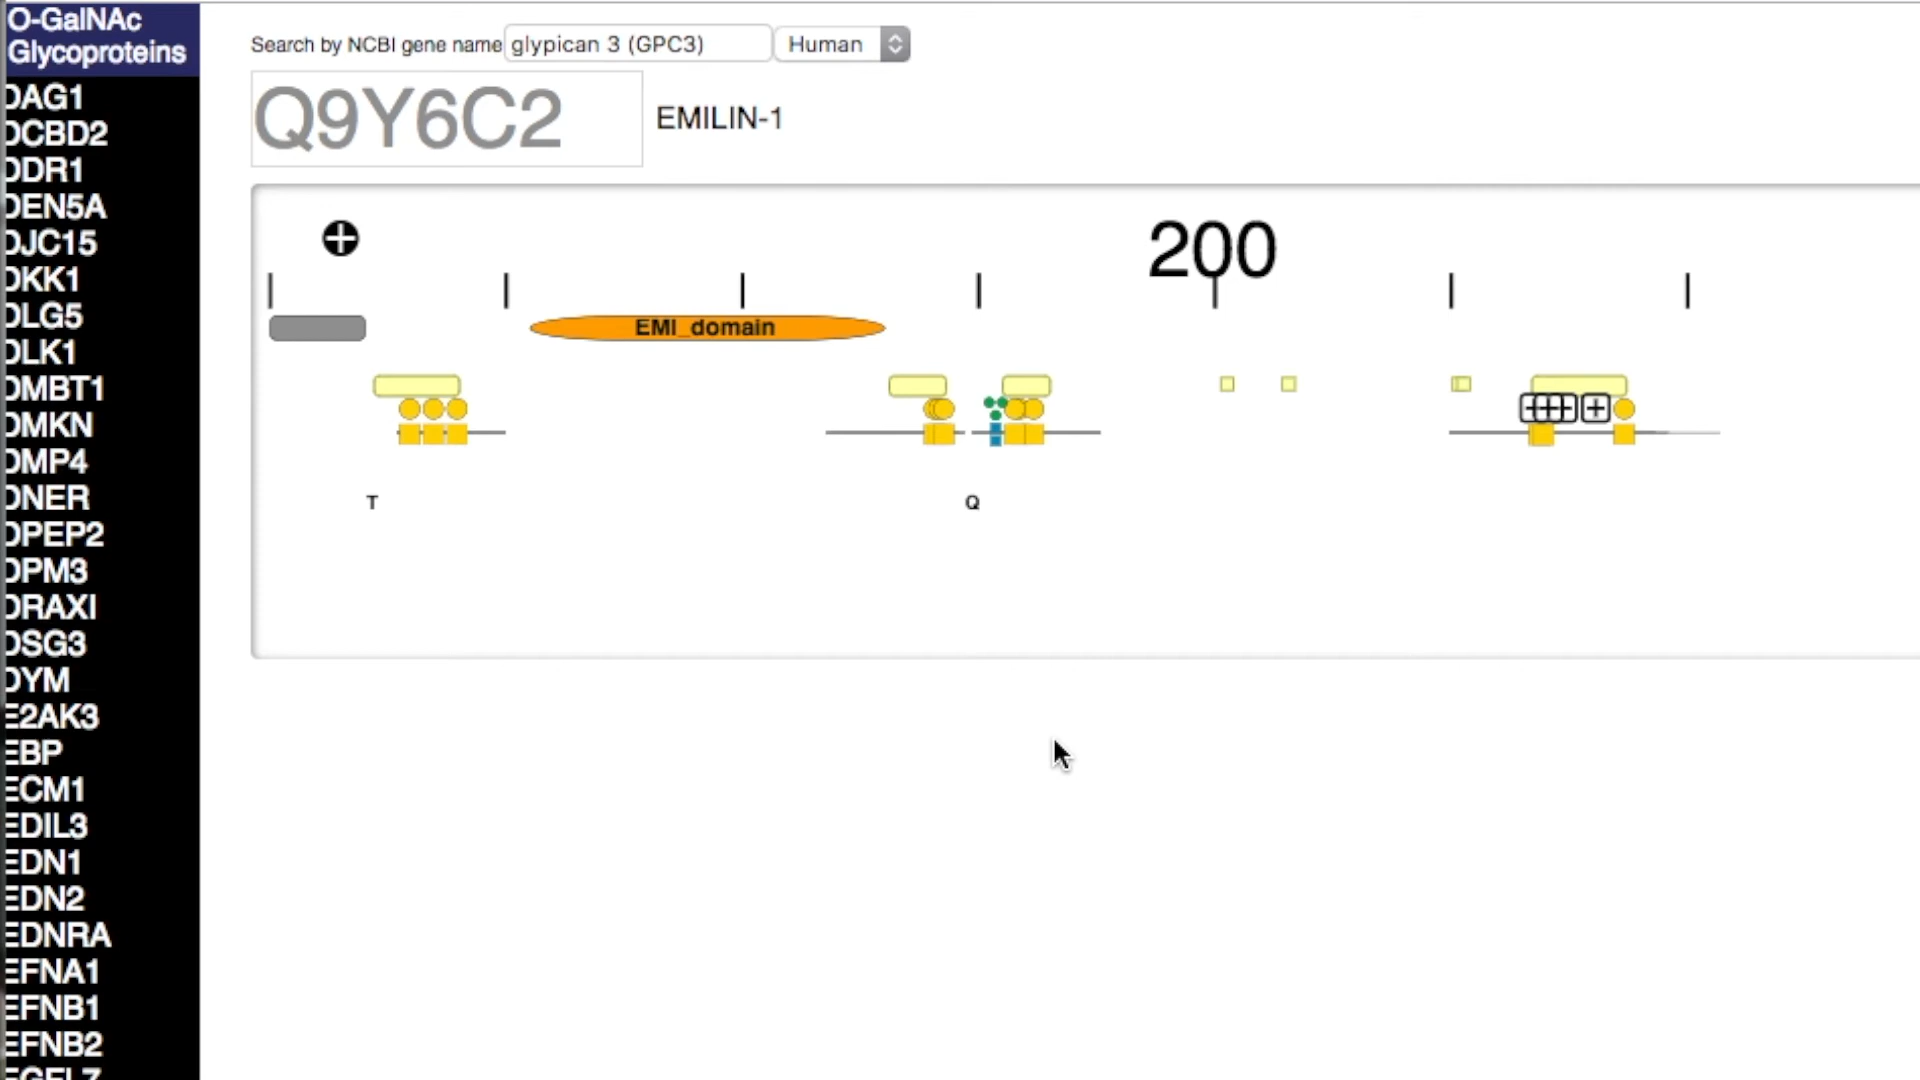 O-GalNAc
Glycoproteins
DAG1
DCBD2
DDR1
DEN5A
DJC15
DKK1
DLG5
DLK1
DMBT1
DMKN
DMP4
DNER
DPEP2
DPM3
DRAXI
DSG3
DYM
E2AK3
EBP
ECM1
EDIL3
EDN1
EDN2
EDNRA
EFNA1
EFNB1
EFNB2
EGFL7
Search by NCBI gene name glypican 3 (GPC3) Human
Q9Y6C2 EMILIN-1
200
EMI_domain
T Q